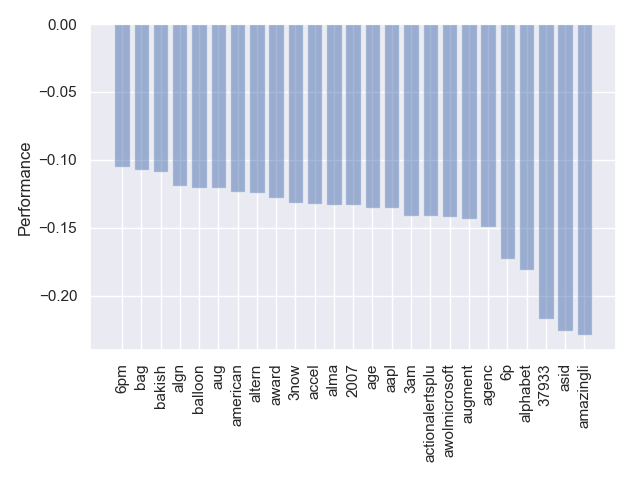 0.00
−0.05
−0.10
−0.15
−0.20
Performance
6pm
bag
bakish
algn
balloon
aug
american
altern
award
3now
accel
alma
2007
age
aapl
3am
actionalertsplu
awolmicrosoft
augment
agenc
6p
alphabet
37933
asid
amazingli